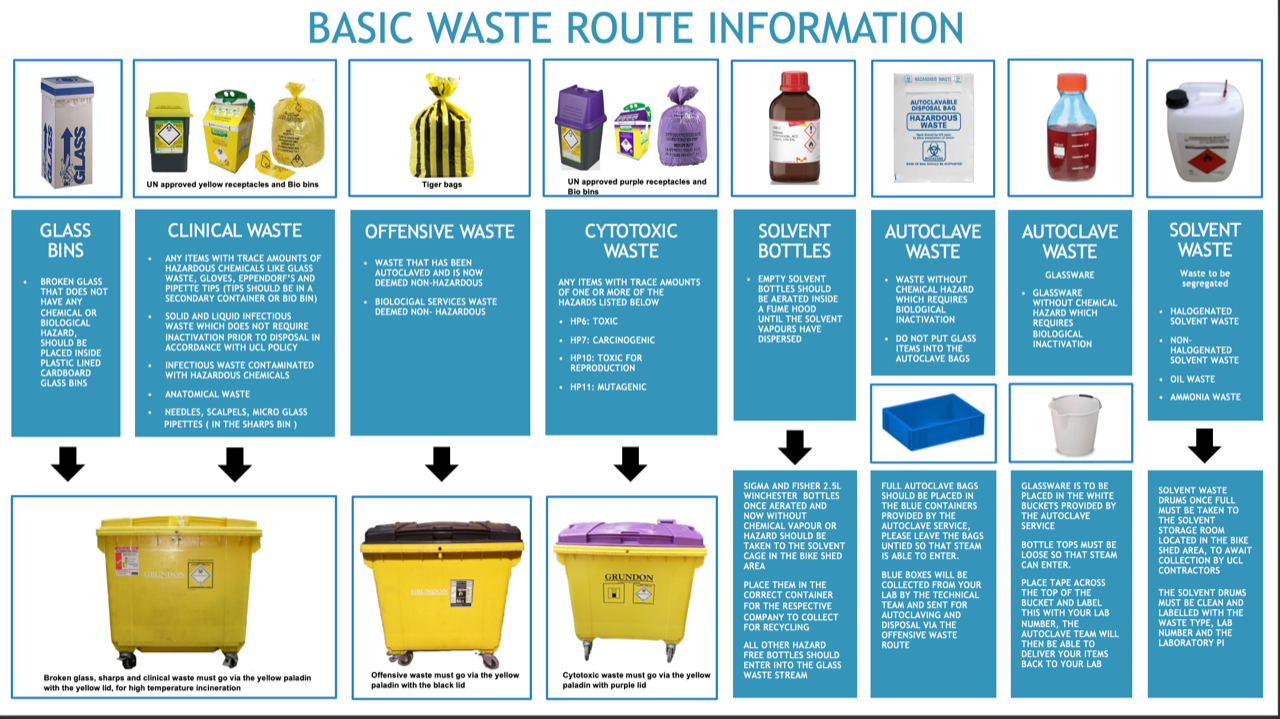 BASIC WASTE ROUTE INFORMATION
GLASS
GLASS
UN approved yellow receptacles and Bio bins
Tiger bags
UN approved purple receptacles and
Bio bins
HAZARDOUS WASTE
AUTOCLAVABLE
DISPOSAL BAG
HAZARDOUS
WASTE
GLASS
BINS
• BROKEN GLASS
THAT DOES NOT
HAVE ANY
CHEMICAL OR
BIOLOGICAL
HAZARD,
SHOULD BE
PLACED INSIDE
PLASTIC LINED
CARDBOARD
GLASS BINS
CLINICAL WASTE
• ANY ITEMS WITH TRACE AMOUNTS OF
HAZARDOUS CHEMICALS LIKE GLASS
WASTE, GLOVES, EPPENDORF'S AND
PIPETTE TIPS (TIPS SHOULD BE IN A
SECONDARY CONTAINER OR BIO BIN)
• SOLID AND LIQUID INFECTIOUS
WASTE WHICH DOES NOT REQUIRE
INACTIVATION PRIOR TO DISPOSAL IN
ACCORDANCE WITH UCL POLICY
• INFECTIOUS WASTE CONTAMINATED
WITH HAZARDOUS CHEMICALS
• ANATOMICAL WASTE
• NEEDLES, SCALPELS, MICRO GLASS
PIPETTES ( IN THE SHARPS BIN )
OFFENSIVE WASTE
• WASTE THAT HAS BEEN
AUTOCLAVED AND IS NOW
DEEMED NON-HAZARDOUS
• BIOLOCIGAL SERVICES WASTE
DEEMED NON- HAZARDOUS
CYTOTOXIC
WASTE
ANY ITEMS WITH TRACE AMOUNTS
OF ONE OR MORE OF THE
HAZARDS LISTED BELOW
• HP6: TOXIC
• HP7: CARCINOGENIC
• HP10: TOXIC FOR
REPRODUCTION
• HP11: MUTAGENIC
SOLVENT
BOTTLES
• EMPTY SOLVENT
BOTTLES SHOULD
BE AERATED INSIDE
A FUME HOOD
UNTIL THE SOLVENT
VAPOURS HAVE
DISPERSED
AUTOCLAVE
WASTE
• WASTE WITHOUT
CHEMICAL HAZARD
WHICH REQUIRES
BIOLOGICAL
INACTIVATION
• DO NOT PUT GLASS
ITEMS INTO THE
AUTOCLAVE BAGS
AUTOCLAVE
WASTE
GLASSWARE
• GLASSWARE
WITHOUT CHEMICAL
HAZARD WHICH
REQUIRES
BIOLOGICAL
INACTIVATION
SOLVENT
WASTE
Waste to be
segregated
• HALOGENATED
SOLVENT WASTE
• NON-
HALOGENATED
SOLVENT WASTE
• OIL WASTE
• AMMONIA WASTE
GRUNDON
Broken glass, sharps and clinical waste must go via the yellow paladin
with the yellow lid, for high temperature incineration
GRUNDON
Offensive waste must go via the yellow
paladin with the black lid
GRUNDON
Cytotoxic waste must go via the yellow
paladin with purple lid
SIGMA AND FISHER 2.5L
WINCHESTER BOTTLES
ONCE AERATED AND
NOW WITHOUT
CHEMICAL VAPOUR OR
HAZARD SHOULD BE
TAKEN TO THE SOLVENT
CAGE IN THE BIKE SHED
AREA
PLACE THEM IN THE
CORRECT CONTAINER
FOR THE RESPECTIVE
COMPANY TO COLLECT
FOR RECYCLING
ALL OTHER HAZARD
FREE BOTTLES SHOULD
ENTER INTO THE GLASS
WASTE STREAM
FULL AUTOCLAVE BAGS
SHOULD BE PLACED IN
THE BLUE CONTAINERS
PROVIDED BY THE
AUTOCLAVE SERVICE,
PLEASE LEAVE THE BAGS
UNTIED SO THAT STEAM
IS ABLE TO ENTER.
BLUE BOXES WILL BE
COLLECTED FROM YOUR
LAB BY THE TECHNICAL
TEAM AND SENT FOR
AUTOCLAVING AND
DISPOSAL VIA THE
OFFENSIVE WASTE
ROUTE
GLASSWARE IS TO BE
PLACED IN THE WHITE
BUCKETS PROVIDED BY
THE AUTOCLAVE
SERVICE
BOTTLE TOPS MUST BE
LOOSE SO THAT STEAM
CAN ENTER.
PLACE TAPE ACROSS
THE TOP OF THE
BUCKET AND LABEL
THIS WITH YOUR LAB
NUMBER, THE
AUTOCLAVE TEAM WILL
THEN BE ABLE TO
DELIVER YOUR ITEMS
BACK TO YOUR LAB
SOLVENT WASTE
DRUMS ONCE FULL
MUST BE TAKEN TO
THE SOLVENT
STORAGE ROOM
LOCATED IN THE BIKE
SHED AREA, TO AWAIT
COLLECTION BY UCL
CONTRACTORS
THE SOLVENT DRUMS
MUST BE CLEAN AND
LABELLED WITH THE
WASTE TYPE, LAB
NUMBER AND THE
LABORATORY PI